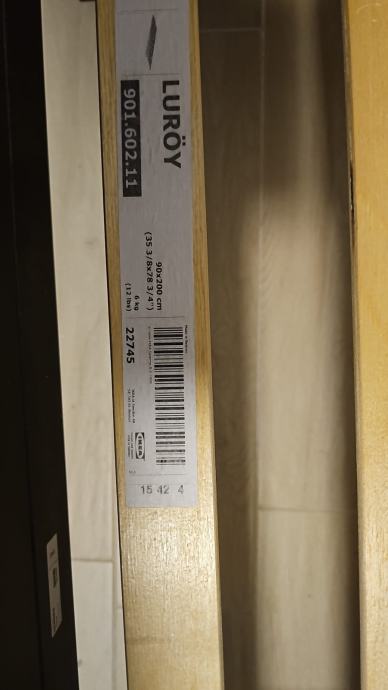 LURÖY
901.602.11
90x200 cm
(35 3/8x78 3/4")
6 kg
(12 lbs)
22745
IKEA
15 42 4